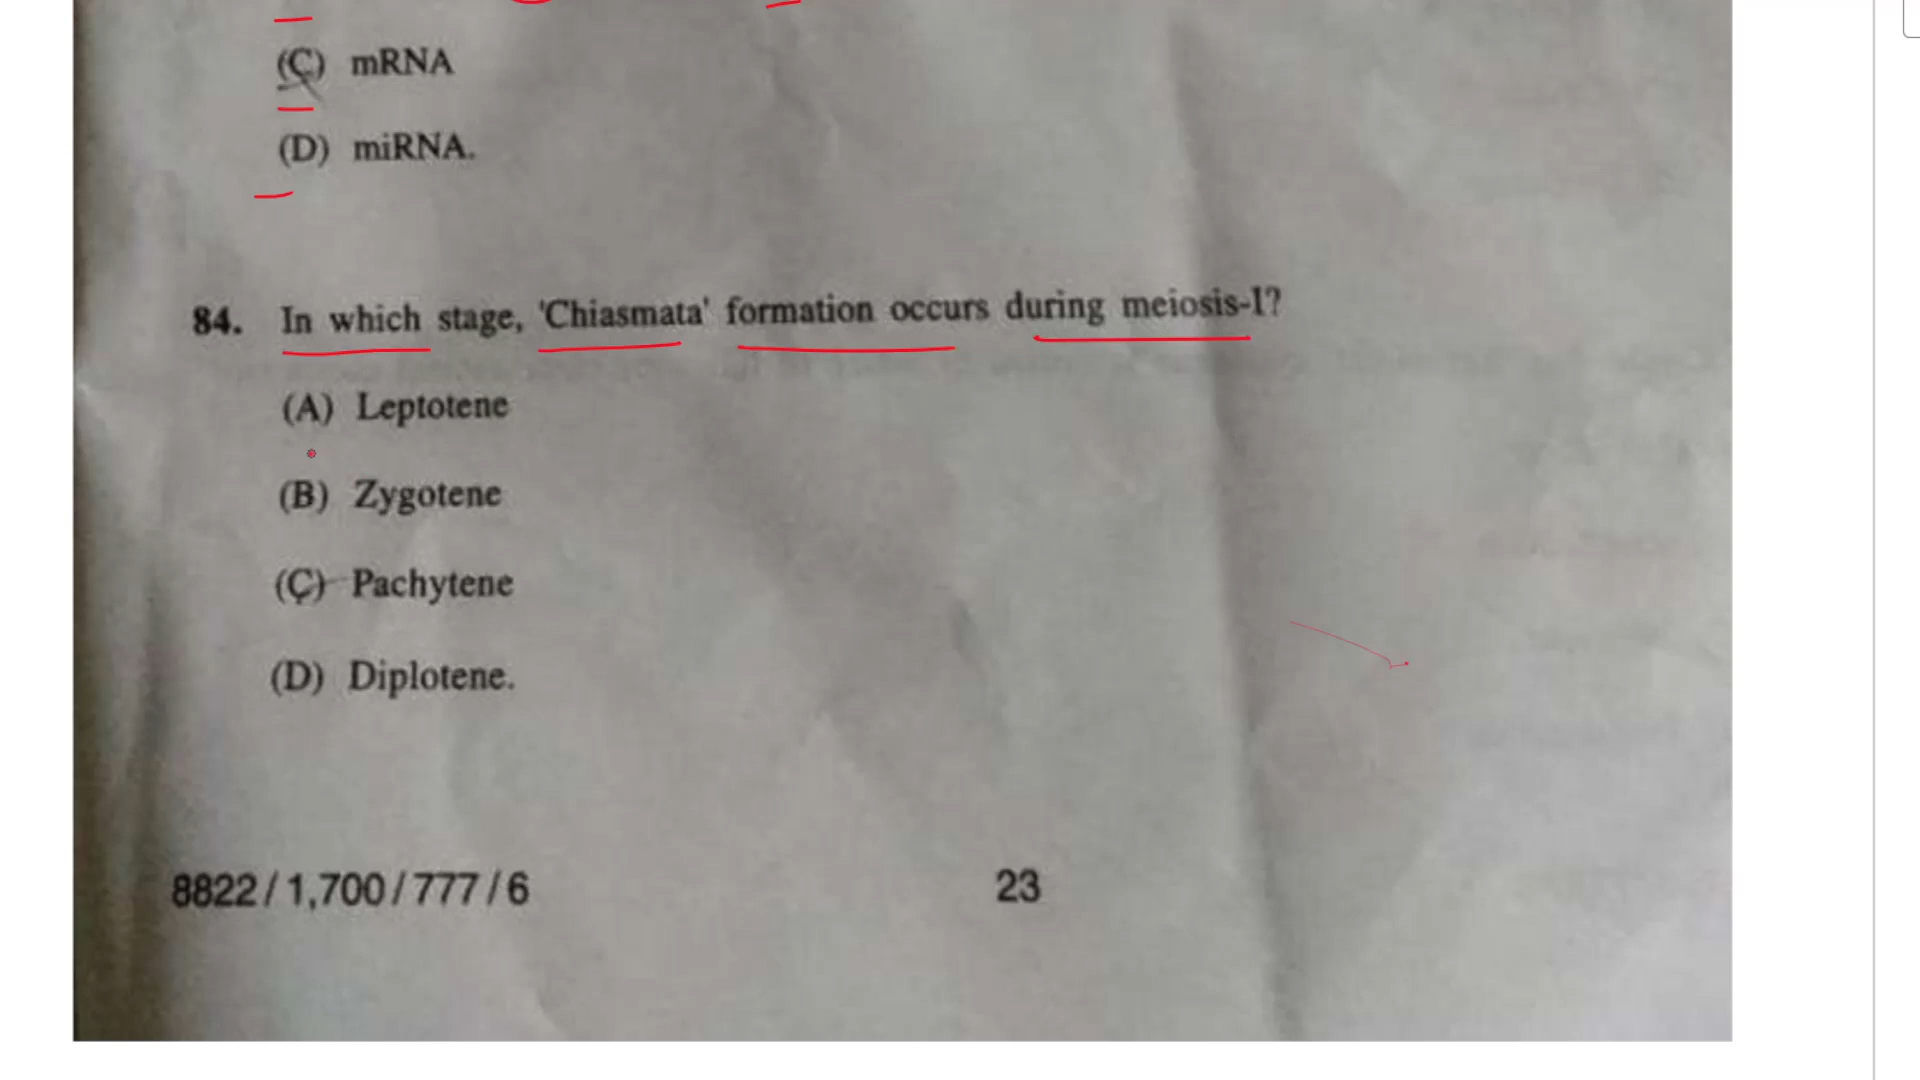 (C) mRNA
(D) miRNA.
84. In which stage, 'Chiasmata' formation occurs during meiosis-I?
(A) Leptotene
(B) Zygotene
(C) Pachytene
(D) Diplotene.
8822/1,700/777/6 23